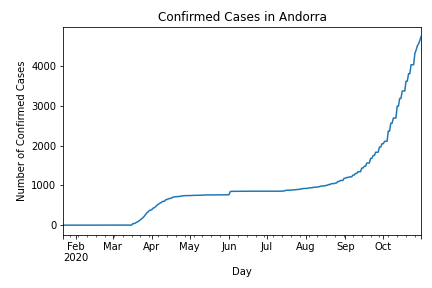 Confirmed Cases in Andorra
Number of Confirmed Cases
4000
3000
2000
1000
0
Feb Mar Apr May Jun Jul Aug Sep Oct
2020
Day